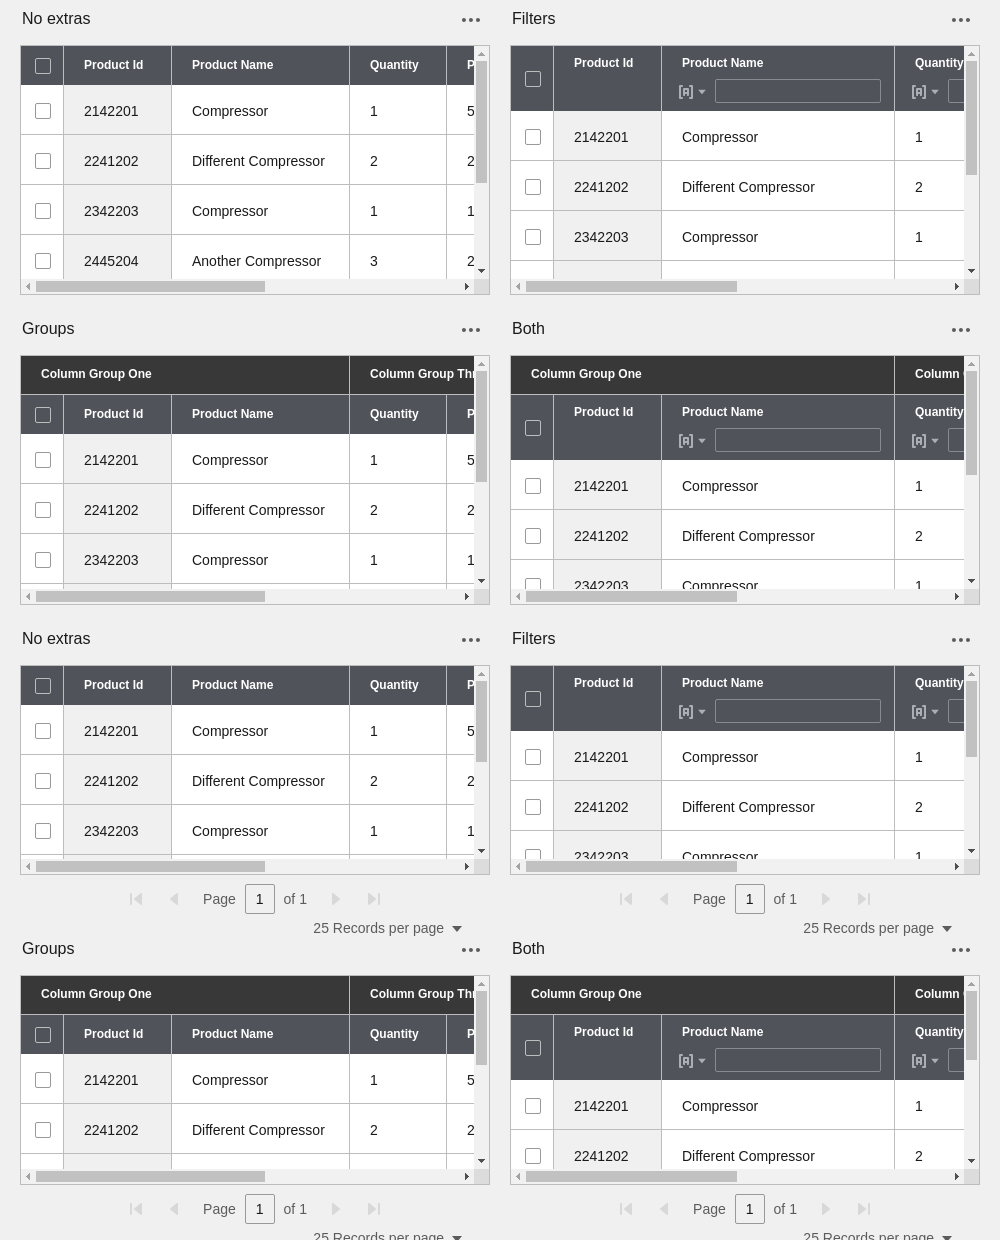 No extras
Product Id Product Name Quantity P
2142201 Compressor 1 5
2241202 Different Compressor 2 2
2342203 Compressor 1 1
2445204 Another Compressor 3 2
Filters
Product Id Product Name Quantity
2142201 Compressor 1
2241202 Different Compressor 2
2342203 Compressor 1
Groups
Column Group One Column Group Thr
Product Id Product Name Quantity P
2142201 Compressor 1 5
2241202 Different Compressor 2 2
2342203 Compressor 1 1
Both
Column Group One Column
Product Id Product Name Quantity
2142201 Compressor 1
2241202 Different Compressor 2
2342203 Compressor 1
No extras
Product Id Product Name Quantity P
2142201 Compressor 1 5
2241202 Different Compressor 2 2
2342203 Compressor 1 1
Page 1 of 1
25 Records per page
Filters
Product Id Product Name Quantity
2142201 Compressor 1
2241202 Different Compressor 2
2342203 Compressor 1
Page 1 of 1
25 Records per page
Groups
Column Group One Column Group Thr
Product Id Product Name Quantity P
2142201 Compressor 1 5
2241202 Different Compressor 2 2
Page 1 of 1
25 Records per page
Both
Column Group One Column
Product Id Product Name Quantity
2142201 Compressor 1
2241202 Different Compressor 2
Page 1 of 1
25 Records per page